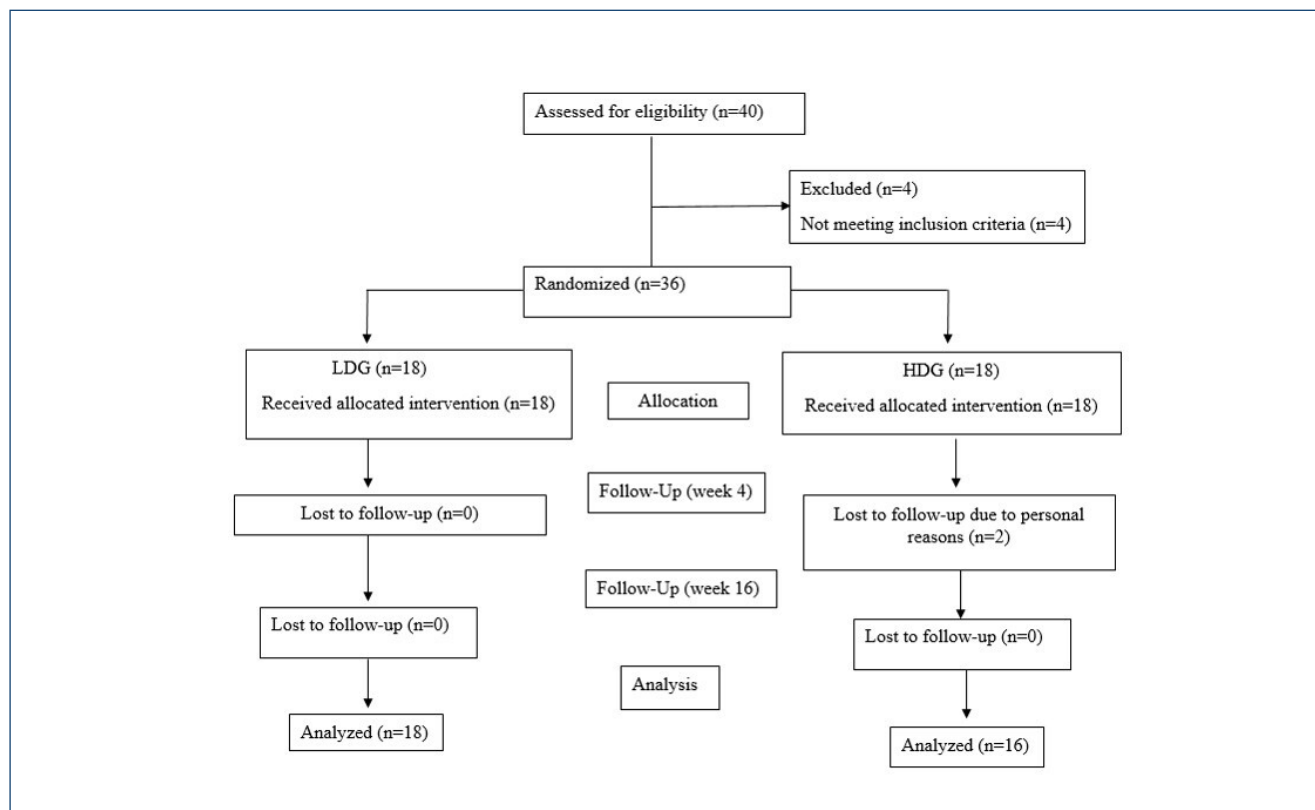 Assessed for eligibility (n=40)
Excluded (n=4)
Not meeting inclusion criteria (n=4)
Randomized (n=36)
LDG (n=18)
Received allocated intervention (n=18)
Allocation
HDG (n=18)
Received allocated intervention (n=18)
Follow-Up (week 4)
Lost to follow-up (n=0)
Lost to follow-up due to personal
reasons (n=2)
Follow-Up (week 16)
Lost to follow-up (n=0)
Lost to follow-up (n=0)
Analysis
Analyzed (n=18)
Analyzed (n=16)